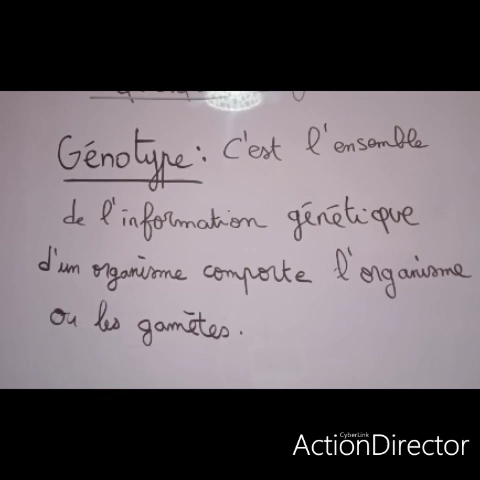 Génotype : C'est l'ensemble
de l'information génétique
d'un organisme comporte l'organisme
ou les gamètes.
CyberLink
ActionDirector